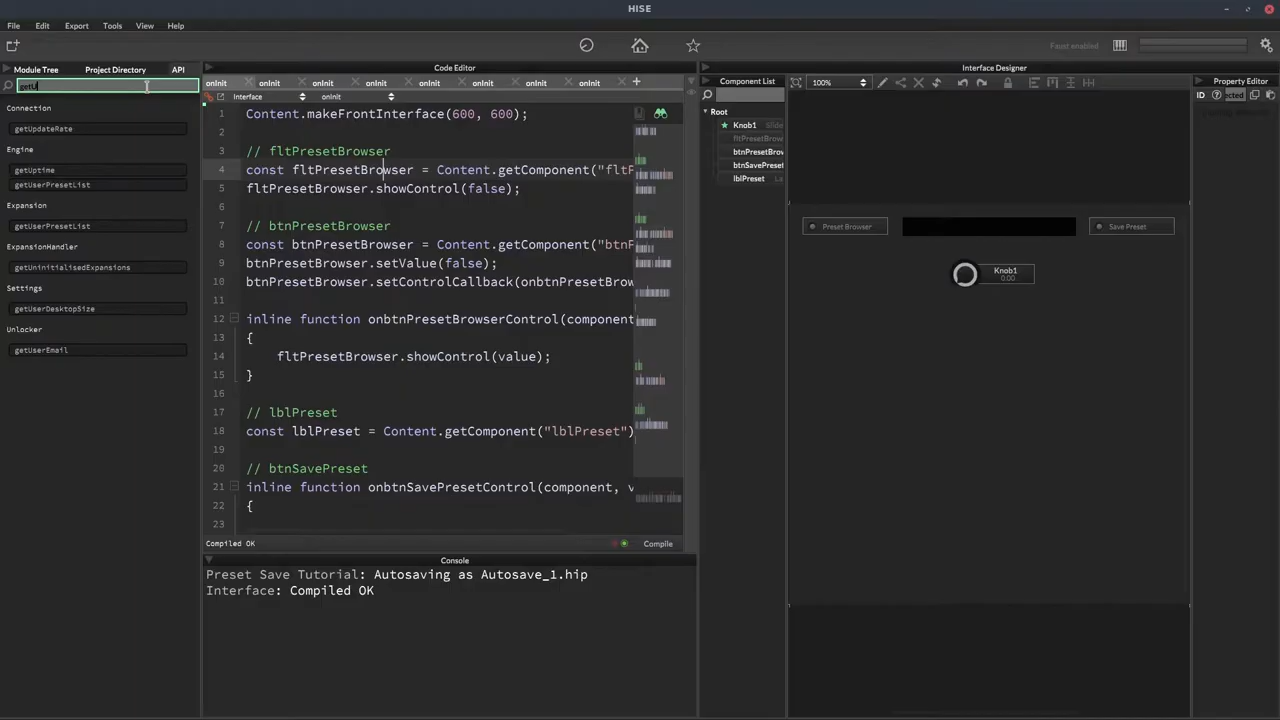 HISE
File Edit Export Tools View Help
Faust enabled
Module Tree Project Directory API
getU
Connection
getUpdateRate
Engine
getUptime
getUserPresetList
Expansion
getUserPresetList
ExpansionHandler
getUninitialisedExpansions
Settings
getUserDesktopSize
Unlocker
getUserEmail
Code Editor
onInit onInit onInit onInit onInit onInit onInit onInit
Interface onInit
1 Content.makeFrontInterface(600, 600);
2
3 // fltPresetBrowser
4 const fltPresetBrowser = Content.getComponent("fltP
5 fltPresetBrowser.showControl(false);
6
7 // btnPresetBrowser
8 const btnPresetBrowser = Content.getComponent("btnP
9 btnPresetBrowser.setValue(false);
10 btnPresetBrowser.setControlCallback(onbtnPresetBrow
11
12 inline function onbtnPresetBrowserControl(component
13 {
14 fltPresetBrowser.showControl(value);
15 }
16
17 // lblPreset
18 const lblPreset = Content.getComponent("lblPreset")
19
20 // btnSavePreset
21 inline function onbtnSavePresetControl(component, v
22 {
23
Compiled OK
Compile
Console
Preset Save Tutorial: Autosaving as Autosave_1.hip
Interface: Compiled OK
Component List
Root
Knob1 Slide
fltPresetBrow
btnPresetBrow
btnSavePreset
lblPreset La
Interface Designer
100%
Preset Browser
Save Preset
Knob1
0.00
Property Editor
ID